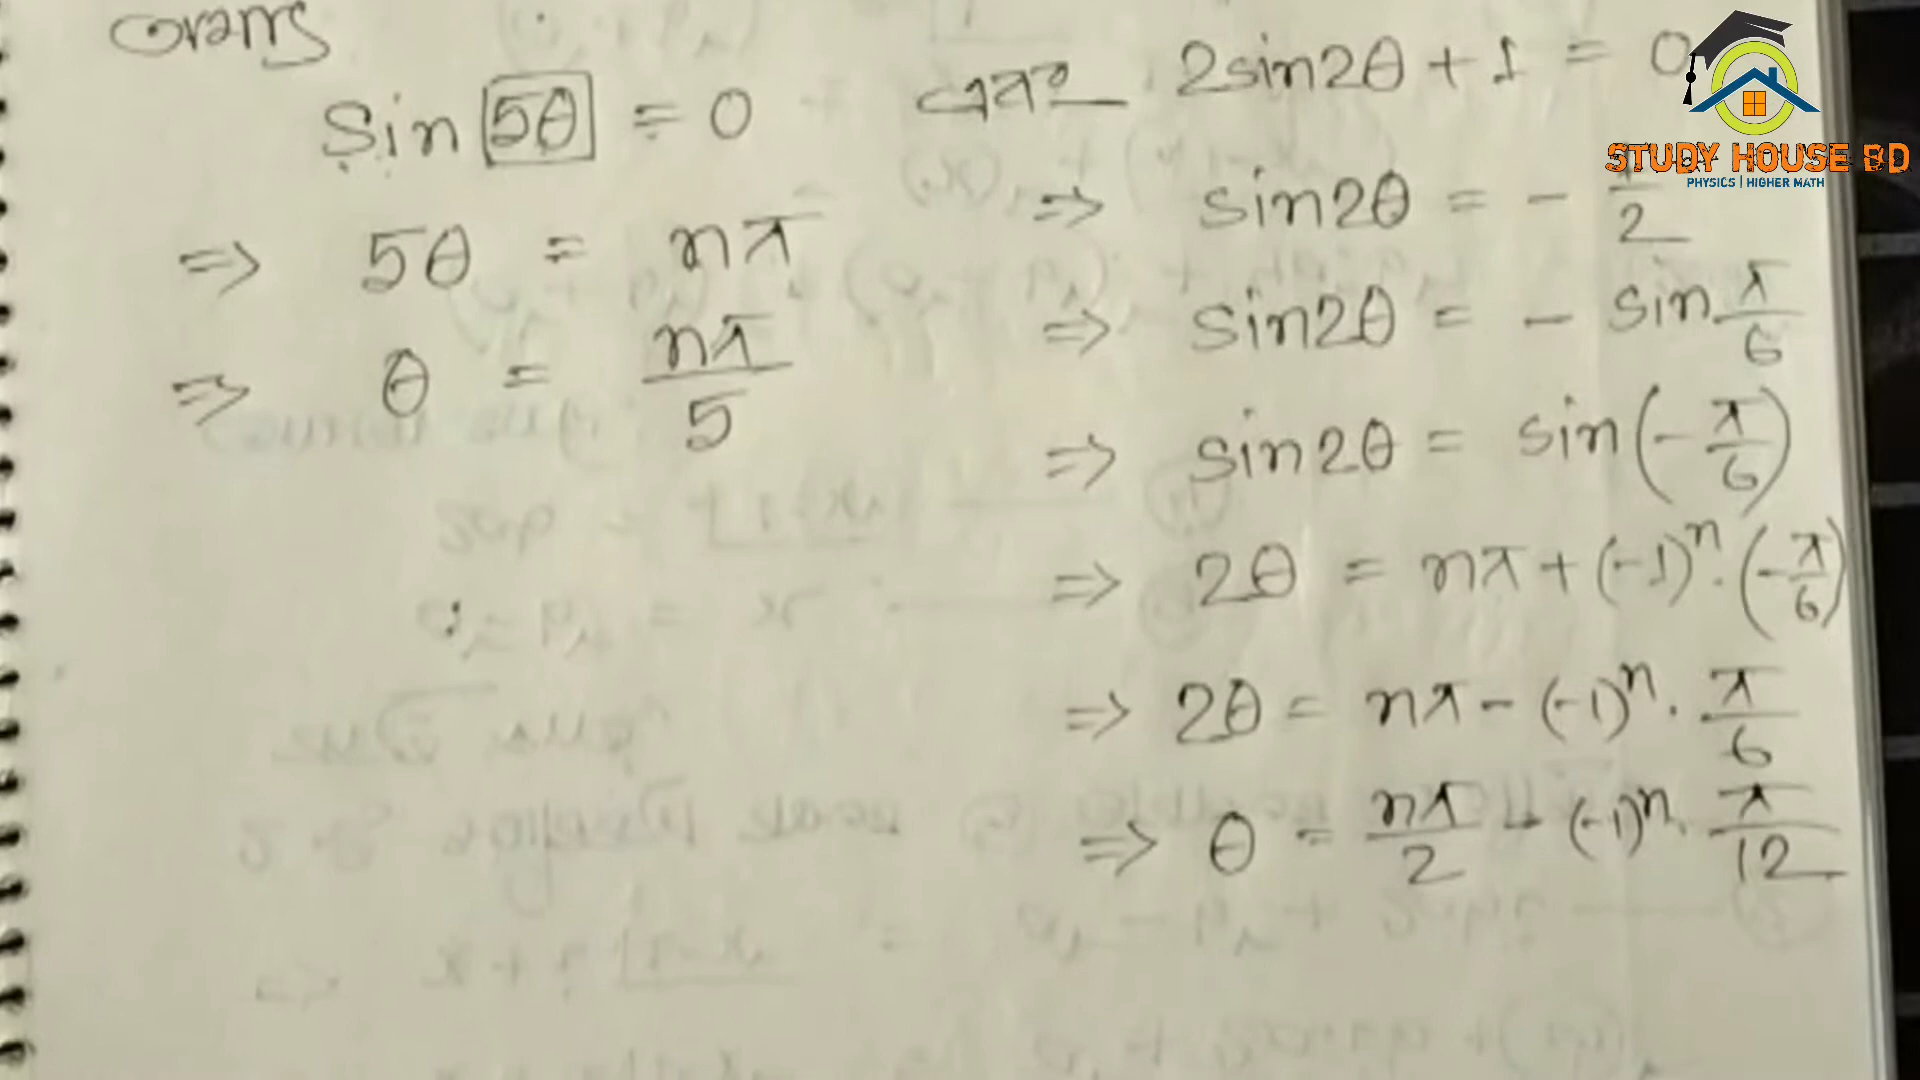 অথবা
sin 5θ = 0
⇒ 5θ = nπ
⇒ θ = nπ/5
এবং 2sin2θ + 1 = 0
⇒ sin2θ = - 1/2
⇒ sin2θ = - sin π/6
⇒ sin2θ = sin(-π/6)
⇒ 2θ = nπ + (-1)ⁿ · (-π/6)
⇒ 2θ = nπ - (-1)ⁿ · π/6
⇒ θ = nπ/2 - (-1)ⁿ · π/12
STUDY HOUSE BD
PHYSICS | HIGHER MATH